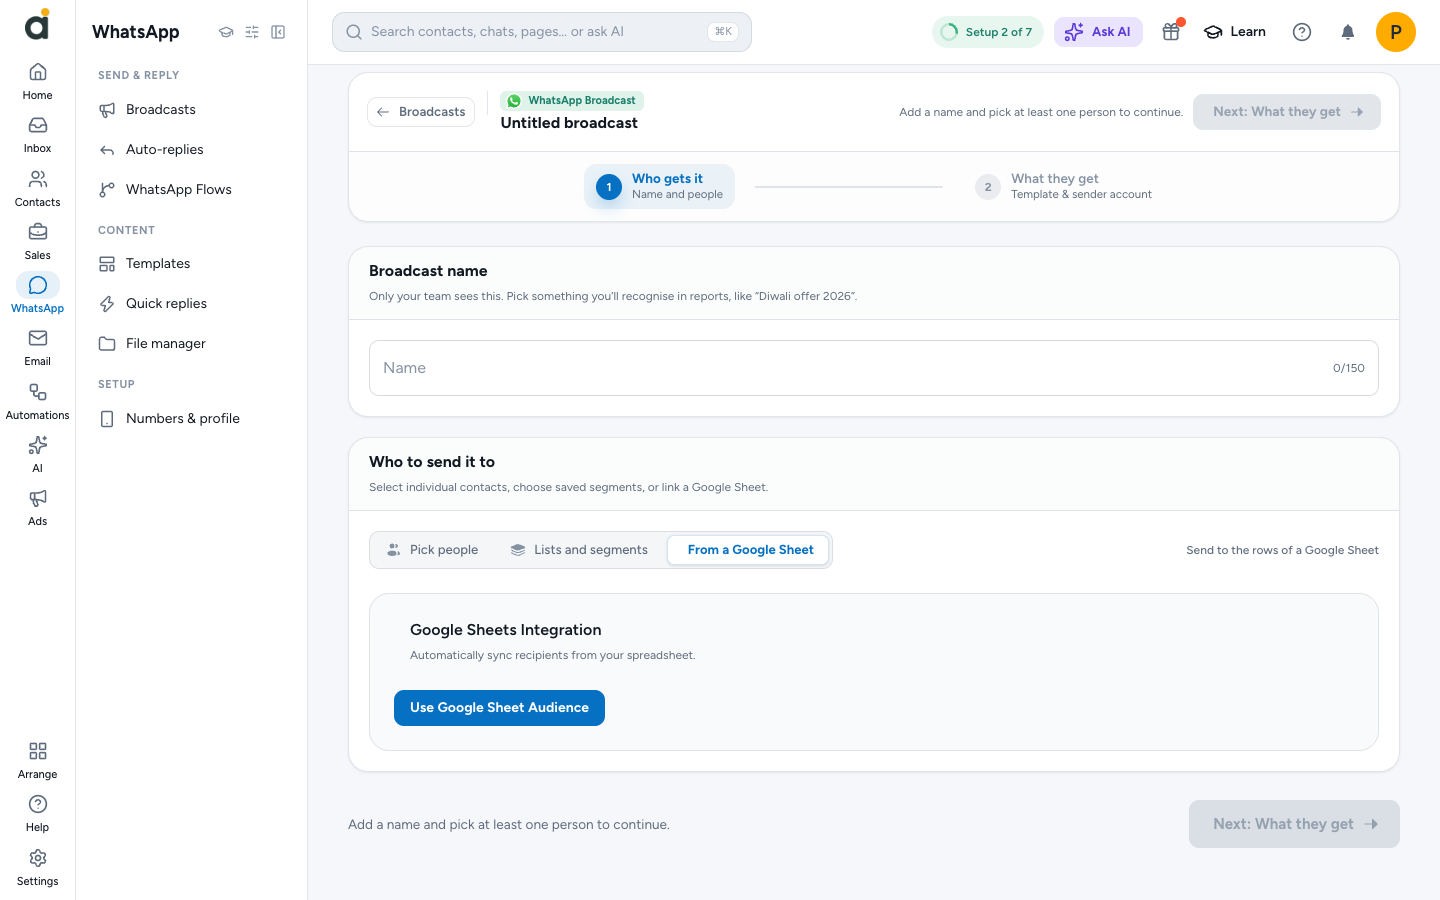 WhatsApp
Search contacts, chats, pages... or ask AI
⌘K
Setup 2 of 7
Ask AI
Learn
P
Home
Inbox
Contacts
Sales
WhatsApp
Email
Automations
AI
Ads
Arrange
Help
Settings
SEND & REPLY
Broadcasts
Auto-replies
WhatsApp Flows
CONTENT
Templates
Quick replies
File manager
SETUP
Numbers & profile
Broadcasts
WhatsApp Broadcast
Untitled broadcast
Add a name and pick at least one person to continue.
Next: What they get
1
Who gets it
Name and people
2
What they get
Template & sender account
Broadcast name
Only your team sees this. Pick something you'll recognise in reports, like “Diwali offer 2026”.
Name
0/150
Who to send it to
Select individual contacts, choose saved segments, or link a Google Sheet.
Pick people
Lists and segments
From a Google Sheet
Send to the rows of a Google Sheet
Google Sheets Integration
Automatically sync recipients from your spreadsheet.
Use Google Sheet Audience
Add a name and pick at least one person to continue.
Next: What they get